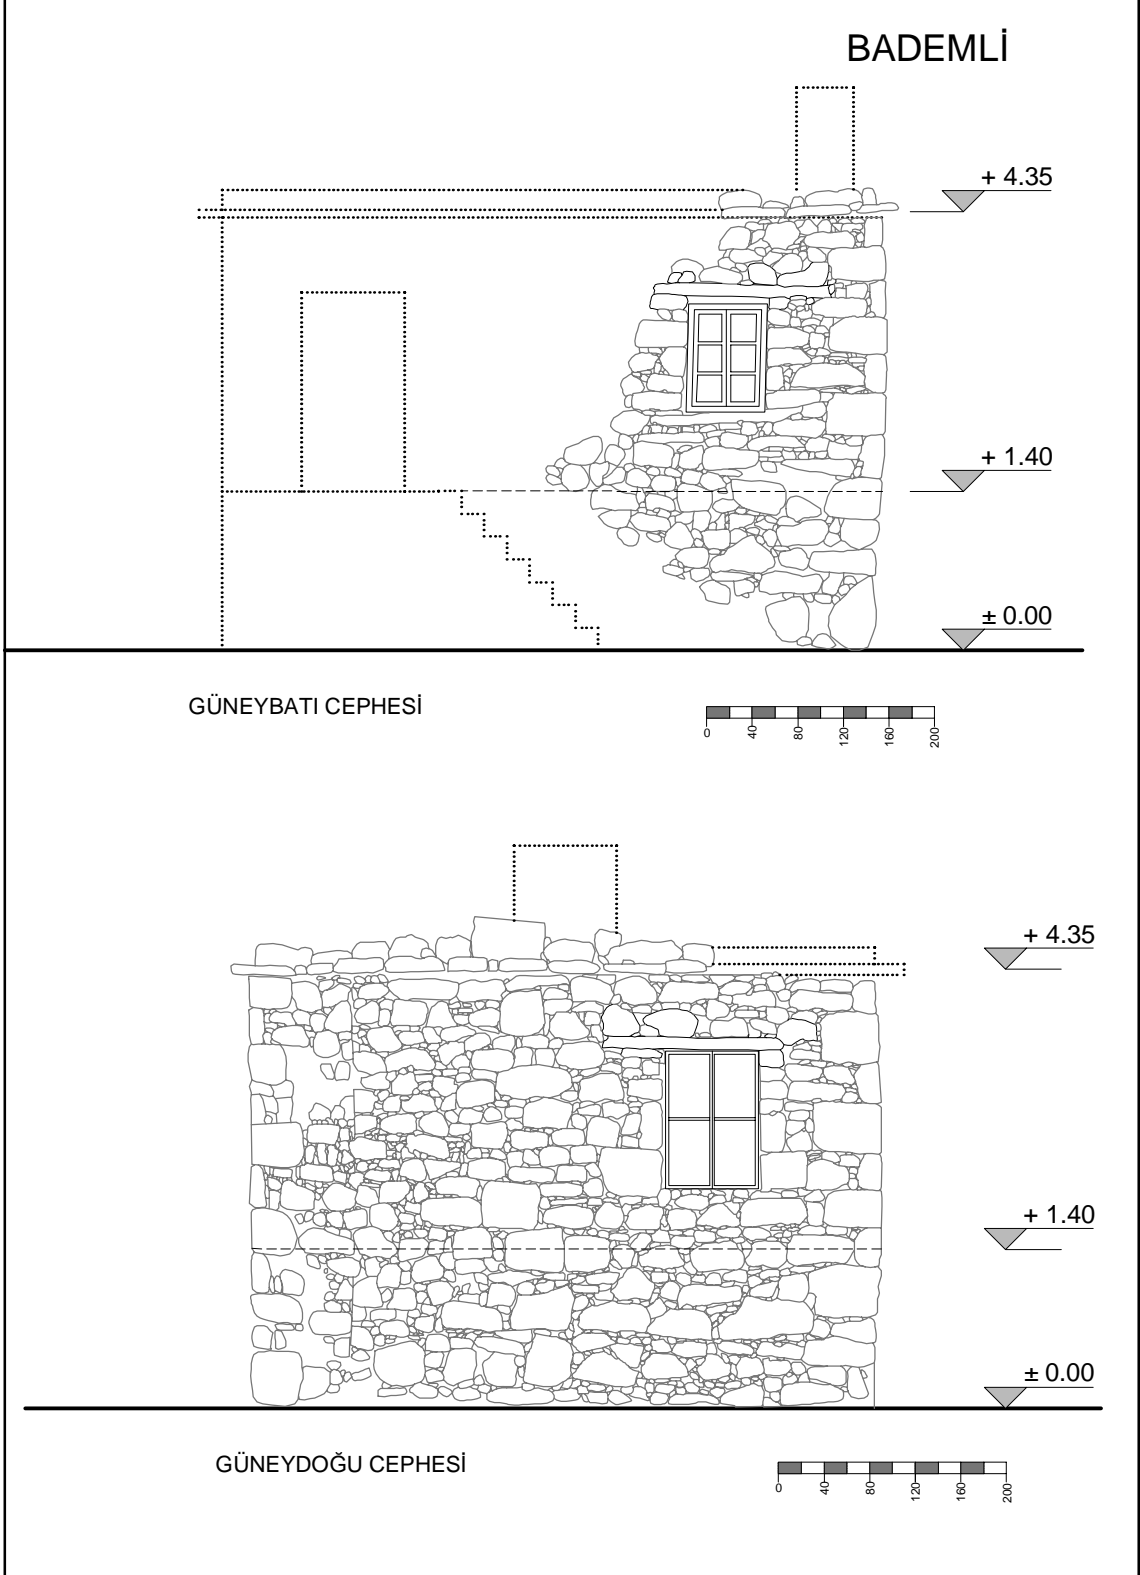 BADEMLİ
+ 4.35
+ 1.40
± 0.00
GÜNEYBATI CEPHESİ
0 40 80 120 160 200
+ 4.35
+ 1.40
± 0.00
GÜNEYDOĞU CEPHESİ
0 40 80 120 160 200